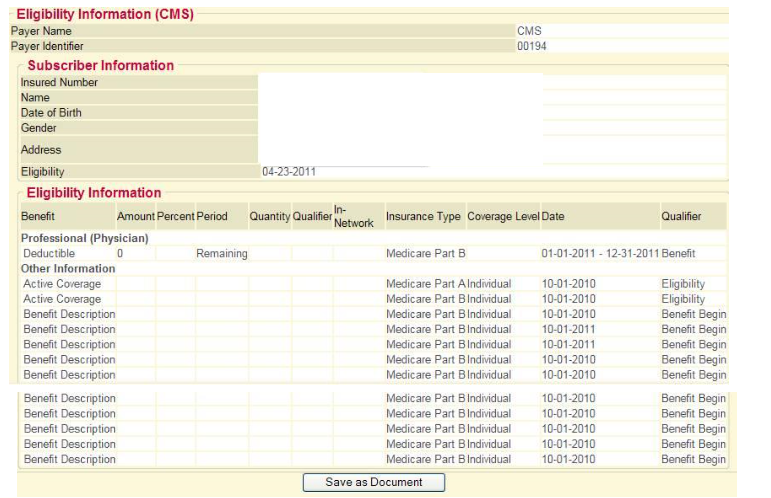 Eligibility Information (CMS)
Payer Name CMS
Payer Identifier 00194
Subscriber Information
Insured Number
Name
Date of Birth
Gender
Address
Eligibility 04-23-2011
Eligibility Information
Benefit Amount Percent Period Quantity Qualifier In-Network Insurance Type Coverage Level Date Qualifier
Professional (Physician)
Deductible 0 Remaining Medicare Part B 01-01-2011 - 12-31-2011 Benefit
Other Information
Active Coverage Medicare Part A Individual 10-01-2010 Eligibility
Active Coverage Medicare Part B Individual 10-01-2010 Eligibility
Benefit Description Medicare Part B Individual 10-01-2010 Benefit Begin
Benefit Description Medicare Part B Individual 10-01-2011 Benefit Begin
Benefit Description Medicare Part B Individual 10-01-2011 Benefit Begin
Benefit Description Medicare Part B Individual 10-01-2010 Benefit Begin
Benefit Description Medicare Part B Individual 10-01-2010 Benefit Begin
Benefit Description Medicare Part B Individual 10-01-2010 Benefit Begin
Benefit Description Medicare Part B Individual 10-01-2010 Benefit Begin
Benefit Description Medicare Part B Individual 10-01-2010 Benefit Begin
Benefit Description Medicare Part B Individual 10-01-2010 Benefit Begin
Benefit Description Medicare Part B Individual 10-01-2010 Benefit Begin
Save as Document